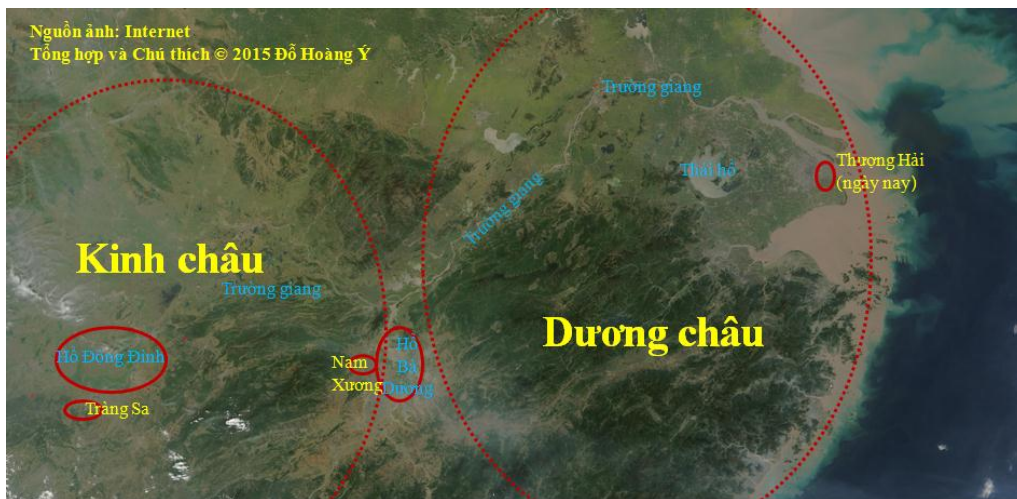 Nguồn ảnh: Internet
Tổng hợp và Chú thích © 2015 Đỗ Hoàng Ý
Trường giang
Thái hồ
Thượng Hải
(ngày nay)
Trường giang
Kinh châu
Trường giang
Dương châu
Hồ Động Đình
Nam
Xương
Hồ
Bà
Dương
Tràng Sa